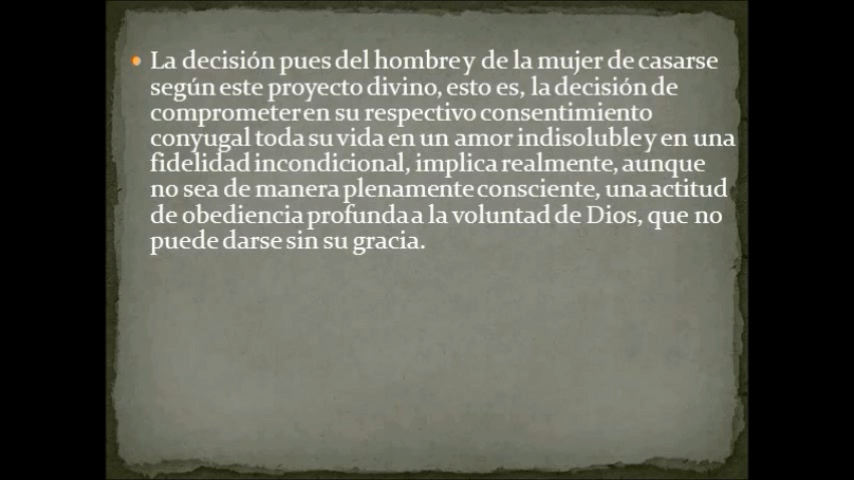 • La decisión pues del hombre y de la mujer de casarse
según este proyecto divino, esto es, la decisión de
comprometer en su respectivo consentimiento
conyugal toda su vida en un amor indisoluble y en una
fidelidad incondicional, implica realmente, aunque
no sea de manera plenamente consciente, una actitud
de obediencia profunda a la voluntad de Dios, que no
puede darse sin su gracia.